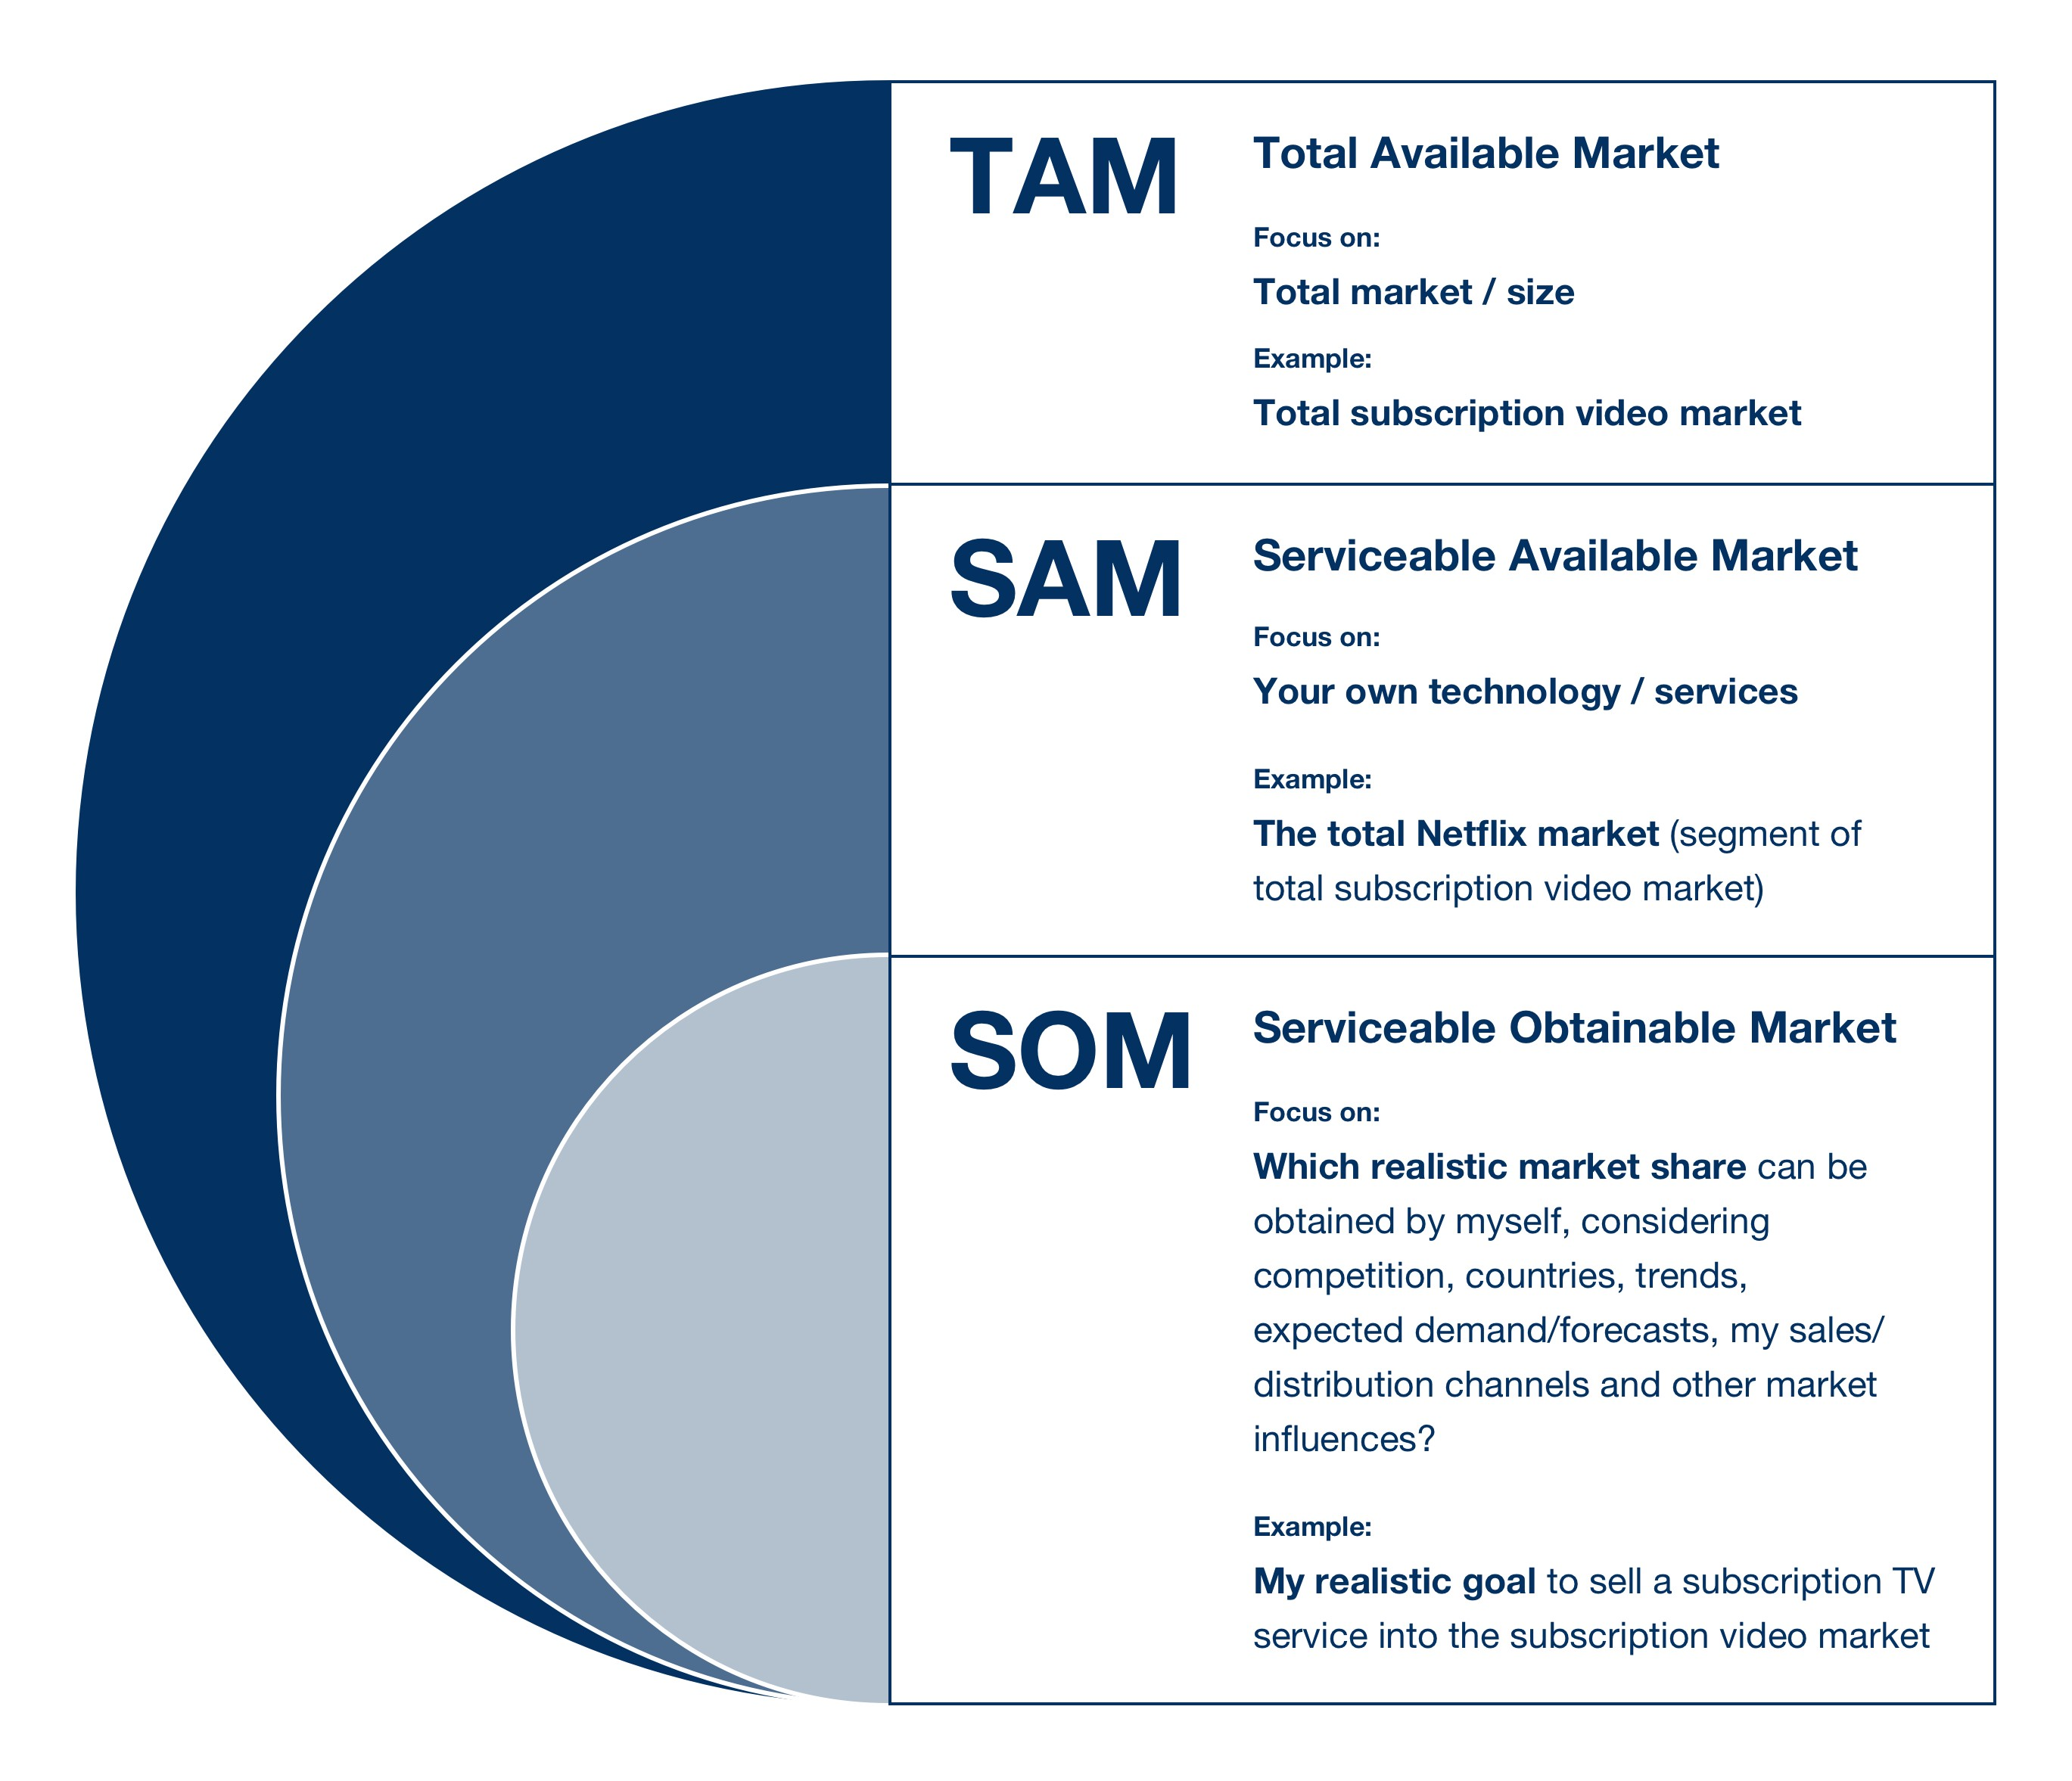 TAM
Total Available Market
Focus on:
Total market / size
Example:
Total subscription video market
SAM
Serviceable Available Market
Focus on:
Your own technology / services
Example:
The total Netflix market (segment of
total subscription video market)
SOM
Serviceable Obtainable Market
Focus on:
Which realistic market share can be
obtained by myself, considering
competition, countries, trends,
expected demand/forecasts, my sales/
distribution channels and other market
influences?
Example:
My realistic goal to sell a subscription TV
service into the subscription video market